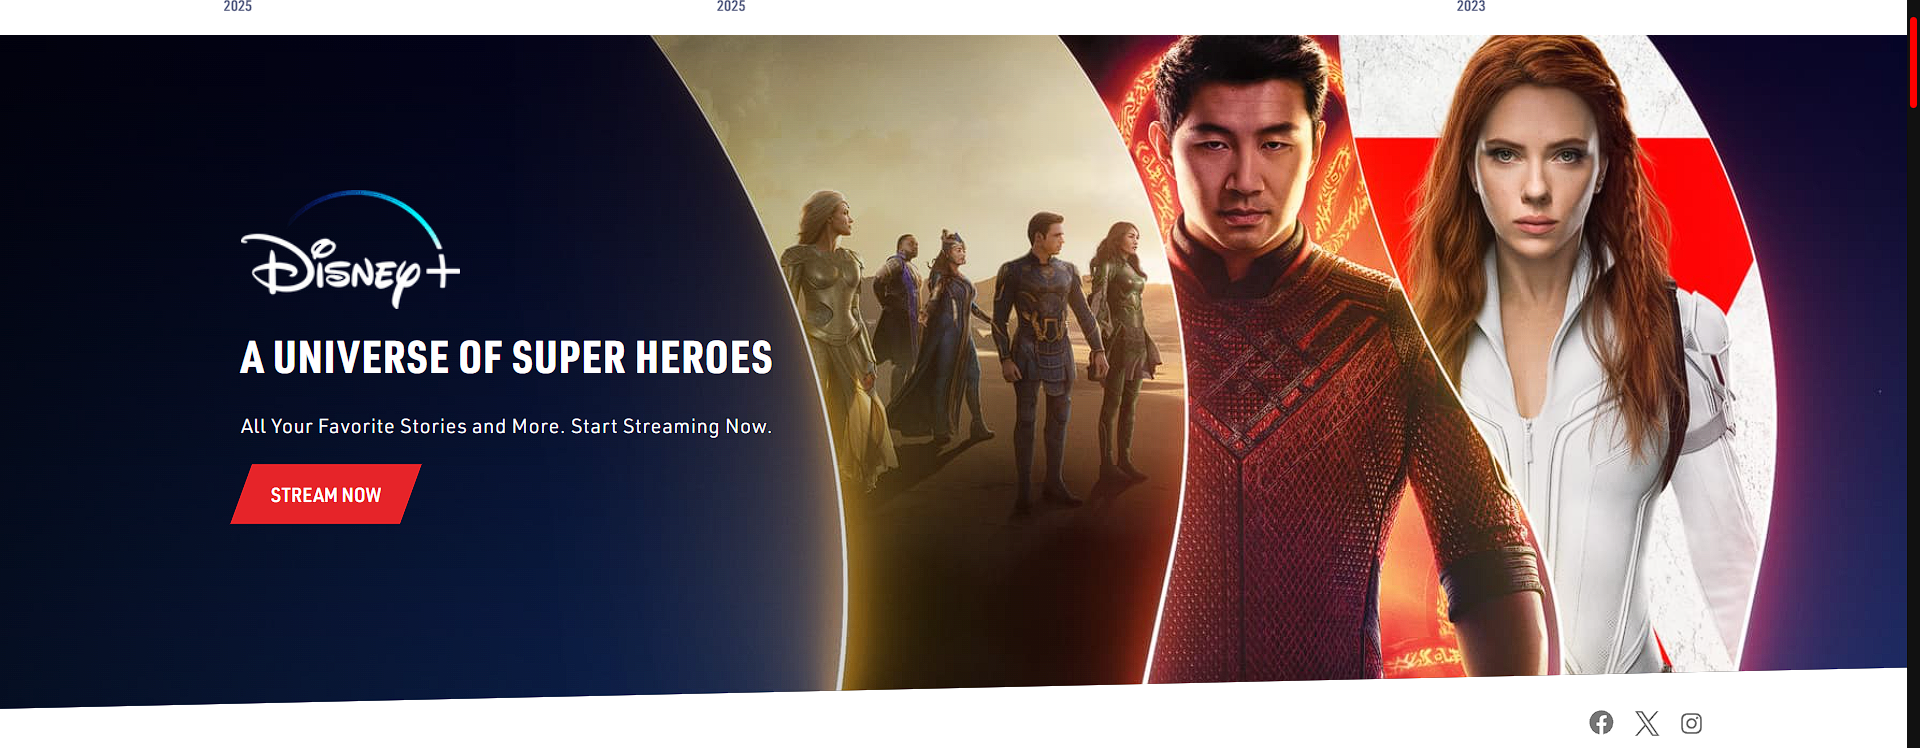 2025 2025 2023
Disney+
A UNIVERSE OF SUPER HEROES
All Your Favorite Stories and More. Start Streaming Now.
STREAM NOW